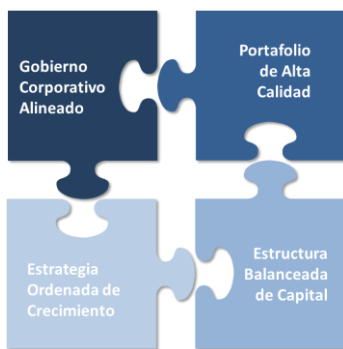 Gobierno
Corporativo
Alineado
Portafolio
de Alta
Calidad
Estrategia
Ordenada de
Crecimiento
Estructura
Balanceada
de Capital